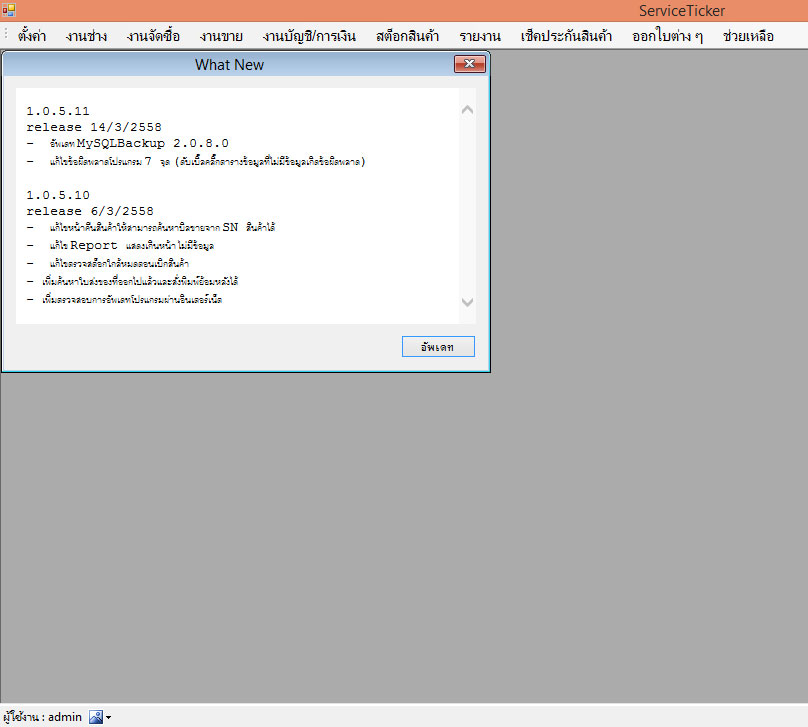 ServiceTicker
ตั้งค่า งานช่าง งานจัดซื้อ งานขาย งานบัญชี/การเงิน สต็อกสินค้า รายงาน เช็คประกันสินค้า ออกใบต่าง ๆ ช่วยเหลือ
What New
1.0.5.11
release 14/3/2558
- อัพเดท MySQLBackup 2.0.8.0
- แก้ไขข้อผิดพลาดโปรแกรม 7 จุด (ดับเบิ้ลคลิ๊กตารางข้อมูลที่ไม่มีข้อมูลเกิดข้อผิดพลาด)
1.0.5.10
release 6/3/2558
- แก้ไขหน้าคืนสินค้าให้สามารถค้นหาบิลขายจาก SN สินค้าได้
- แก้ไข Report แสดงเกินหน้า ไม่มีข้อมูล
- แก้ไขตรวจสต็อกใกล้หมดตอนเบิกสินค้า
- เพิ่มค้นหาใบส่งของที่ออกไปแล้วและสั่งพิมพ์ย้อนหลังได้
- เพิ่มตรวจสอบการอัพเดทโปรแกรมผ่านอินเตอร์เน็ต
อัพเดท
ผู้ใช้งาน : admin